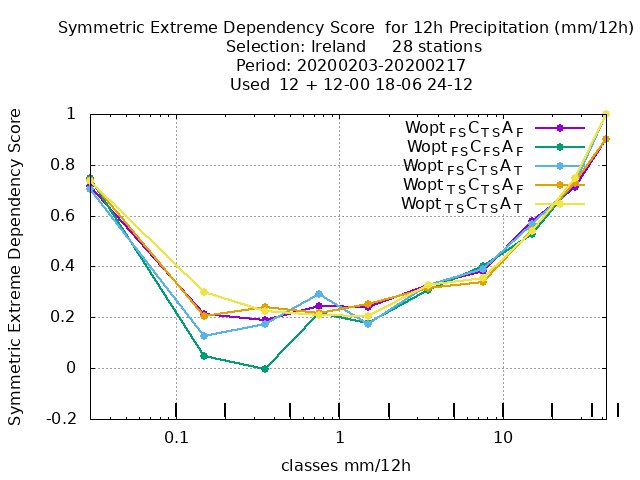 Symmetric Extreme Dependency Score  for 12h Precipitation (mm/12h)
Selection: Ireland     28 stations
Period: 20200203-20200217
Used  12 + 12-00 18-06 24-12
Symmetric Extreme Dependency Score
1
0.8
0.6
0.4
0.2
0
-0.2
Wopt FS C TS A F
Wopt FS C FS A F
Wopt FS C TS A T
Wopt TS C TS A F
Wopt TS C TS A T
0.1
1
10
classes mm/12h